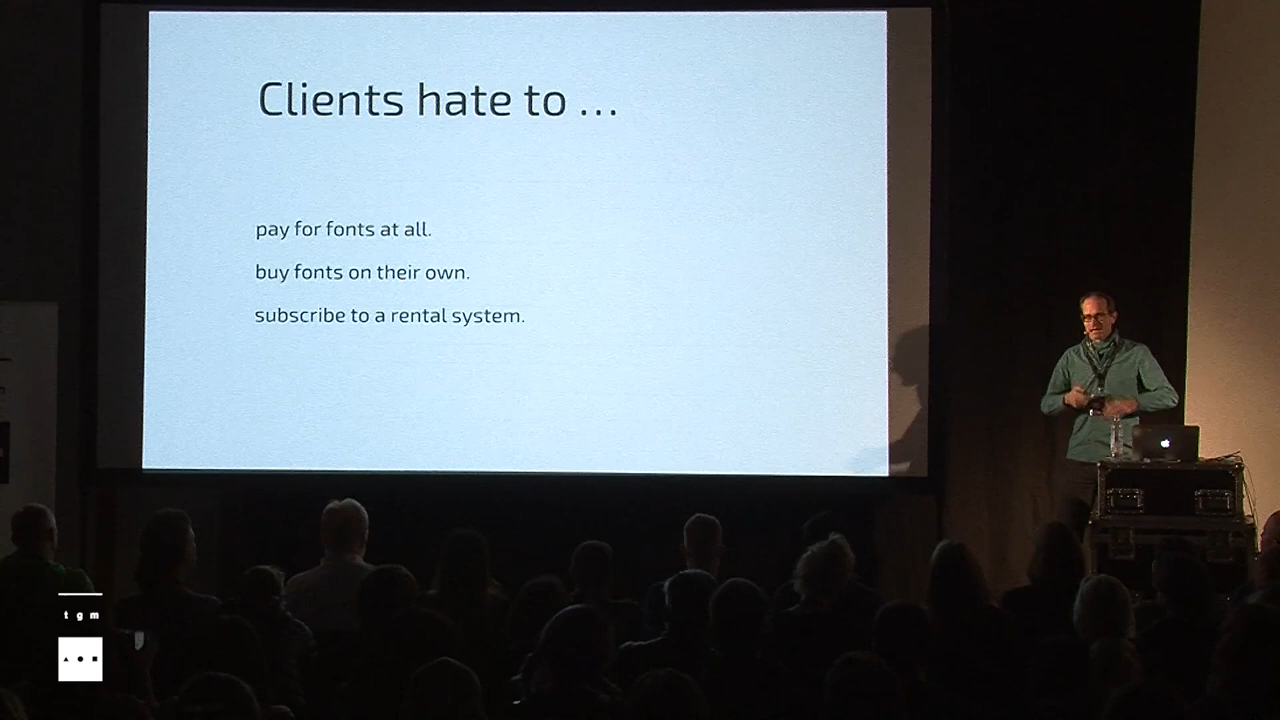 Clients hate to …
pay for fonts at all.
buy fonts on their own.
subscribe to a rental system.
tgm